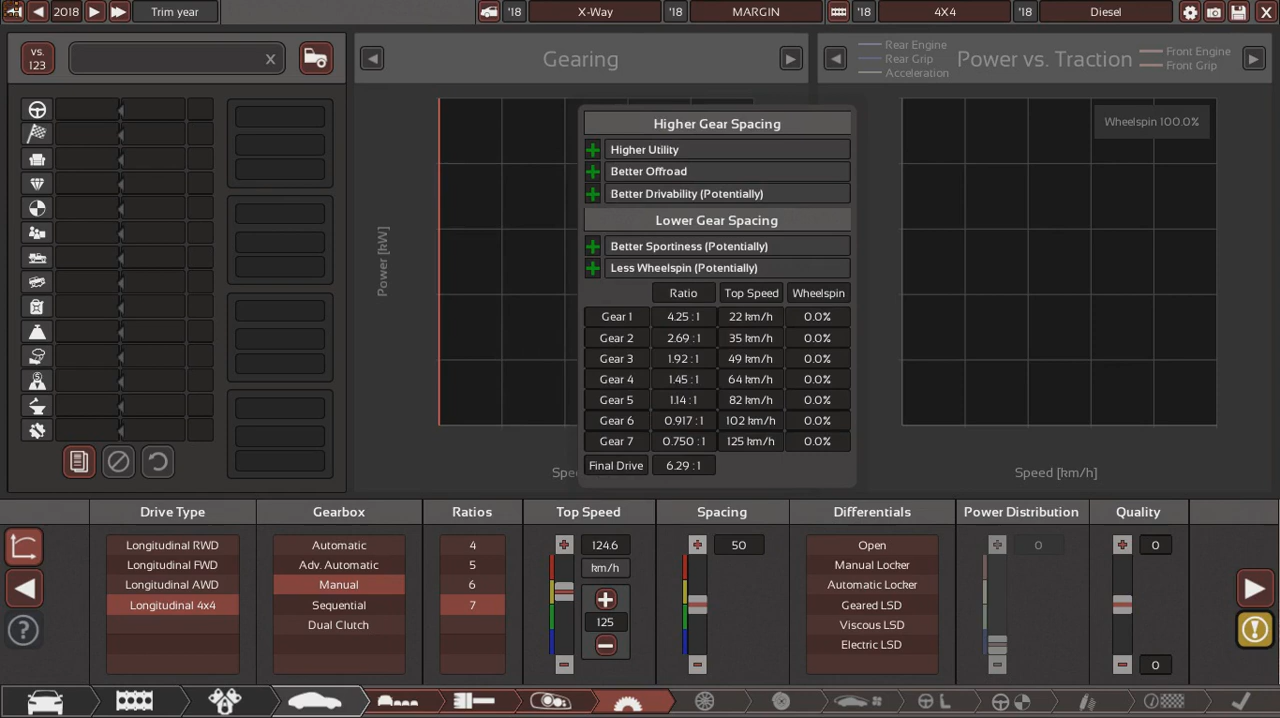 2018 Trim year '18 X-Way '18 MARGIN '18 4X4 '18 Diesel
vs. 123
x
Gearing
Rear Engine
Rear Grip
Acceleration
Power vs. Traction
Front Engine
Front Grip
Wheelspin 100.0%
Power [kW]
Higher Gear Spacing
Higher Utility
Better Offroad
Better Drivability (Potentially)
Lower Gear Spacing
Better Sportiness (Potentially)
Less Wheelspin (Potentially)
Ratio Top Speed Wheelspin
Gear 1 4.25 : 1 22 km/h 0.0%
Gear 2 2.69 : 1 35 km/h 0.0%
Gear 3 1.92 : 1 49 km/h 0.0%
Gear 4 1.45 : 1 64 km/h 0.0%
Gear 5 1.14 : 1 82 km/h 0.0%
Gear 6 0.917 : 1 102 km/h 0.0%
Gear 7 0.750 : 1 125 km/h 0.0%
Final Drive 6.29 : 1
Spee
Speed [km/h]
Drive Type
Longitudinal RWD
Longitudinal FWD
Longitudinal AWD
Longitudinal 4x4
Gearbox
Automatic
Adv. Automatic
Manual
Sequential
Dual Clutch
Ratios
4
5
6
7
Top Speed
124.6
km/h
125
Spacing
50
Differentials
Open
Manual Locker
Automatic Locker
Geared LSD
Viscous LSD
Electric LSD
Power Distribution
0
Quality
0
0